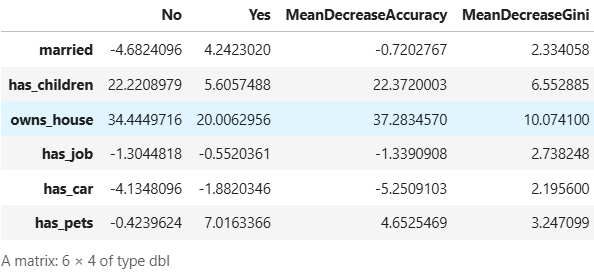 No Yes MeanDecreaseAccuracy MeanDecreaseGini
married -4.6824096 4.2423020 -0.7202767 2.334058
has_children 22.2208979 5.6057488 22.3720003 6.552885
owns_house 34.4449716 20.0062956 37.2834570 10.074100
has_job -1.3044818 -0.5520361 -1.3390908 2.738248
has_car -4.1348096 -1.8820346 -5.2509103 2.195600
has_pets -0.4239624 7.0163366 4.6525469 3.247099
A matrix: 6 × 4 of type dbl